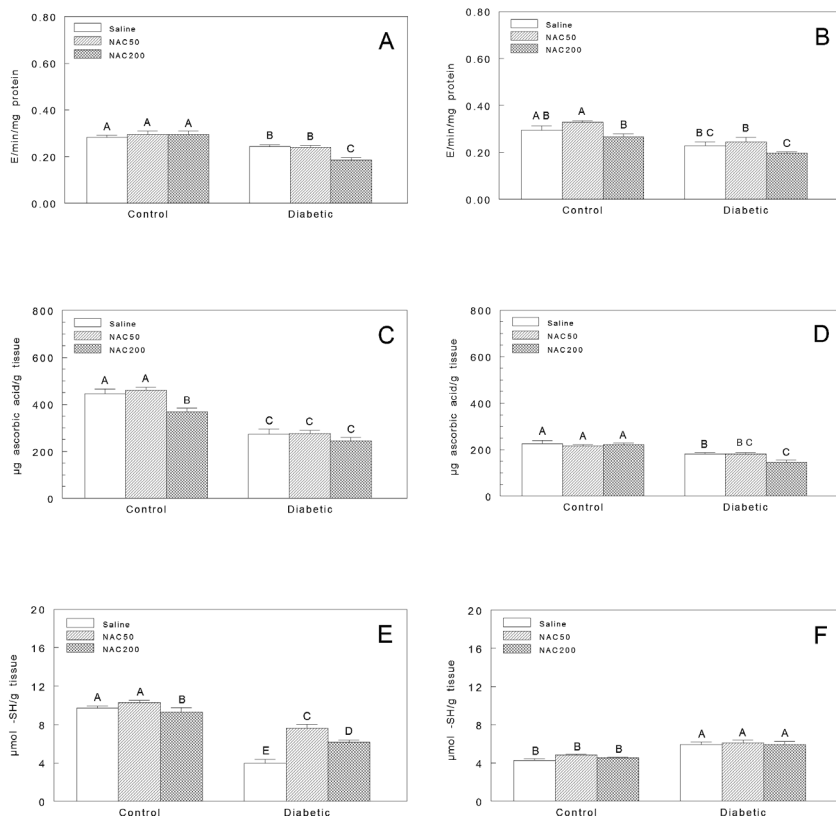 A
E/min/mg protein
0.80
0.60
0.40
0.20
0.00
Saline
NAC50
NAC200
A A A B B C
Control Diabetic
B
E/min/mg protein
0.80
0.60
0.40
0.20
0.00
Saline
NAC50
NAC200
A B A B B C B C
Control Diabetic
C
µg ascorbic acid/g tissue
800
600
400
200
0
Saline
NAC50
NAC200
A A B C C C
Control Diabetic
D
µg ascorbic acid/g tissue
800
600
400
200
0
Saline
NAC50
NAC200
A A A B B C C
Control Diabetic
E
µmol -SH/g tissue
20
16
12
8
4
0
Saline
NAC50
NAC200
A A B E C D
Control Diabetic
F
µmol -SH/g tissue
20
16
12
8
4
0
Saline
NAC50
NAC200
B B B A A A
Control Diabetic